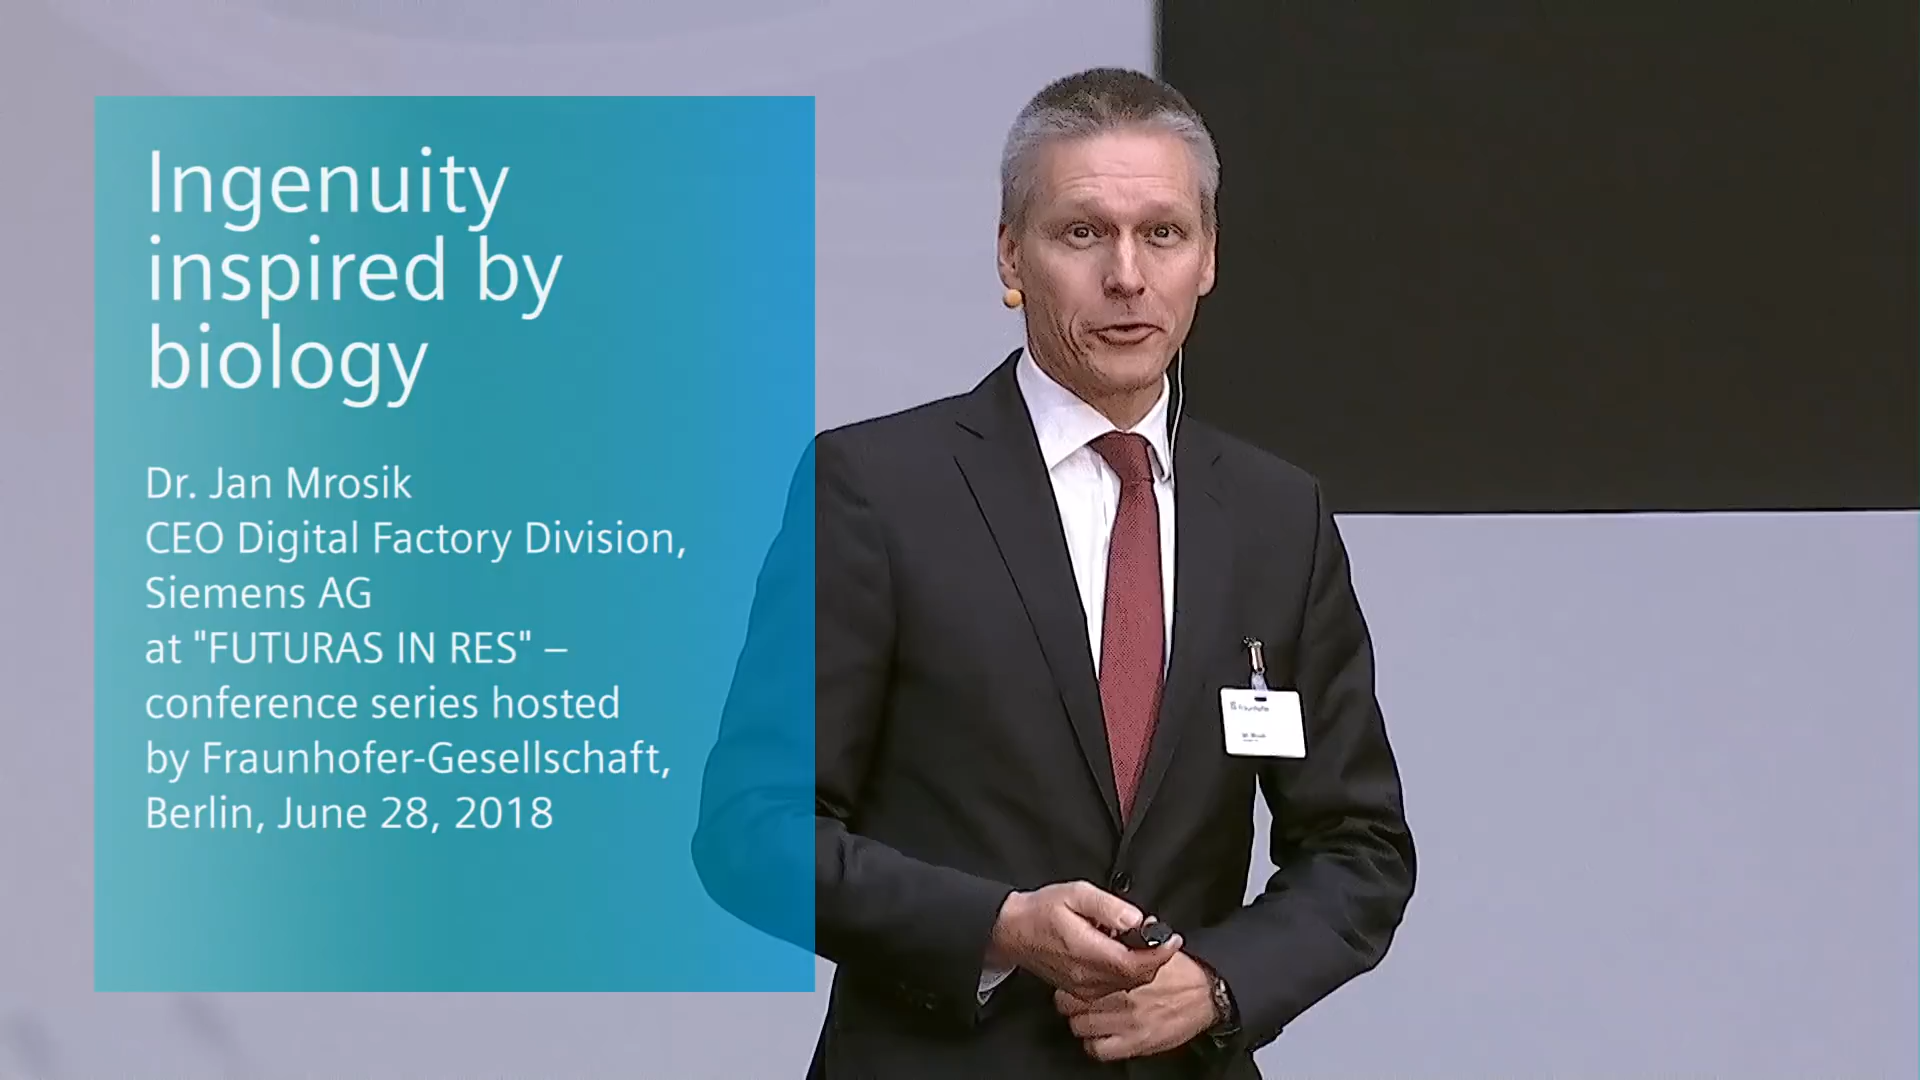 Ingenuity
inspired by
biology
Dr. Jan Mrosik
CEO Digital Factory Division,
Siemens AG
at "FUTURAS IN RES" –
conference series hosted
by Fraunhofer-Gesellschaft,
Berlin, June 28, 2018
Fraunhofer